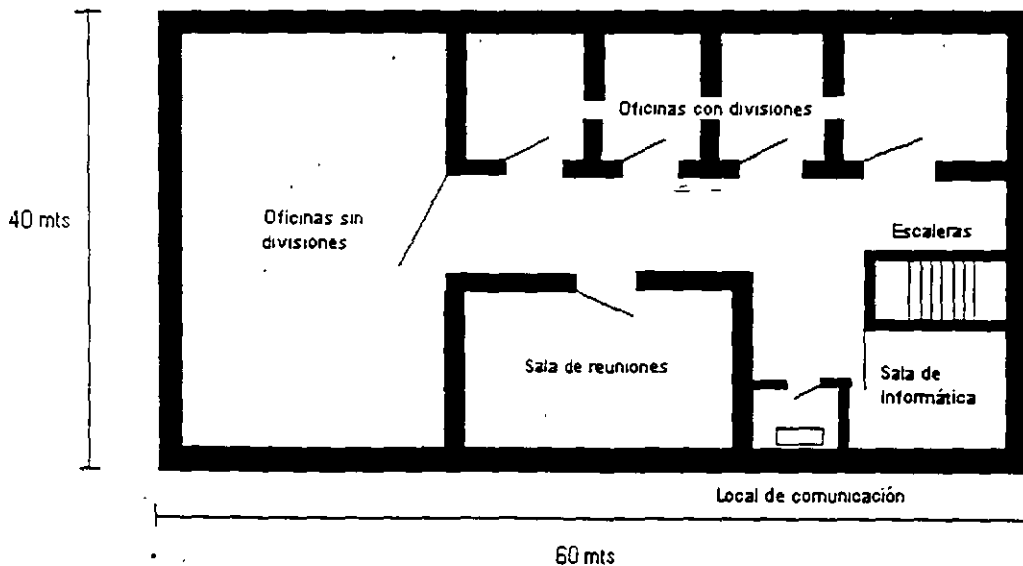 Oficinas con divisiones
40 mts
Oficinas sin
divisiones
Escaleras
Sala de reuniones
Sala de
informática
Local de comunicación
60 mts